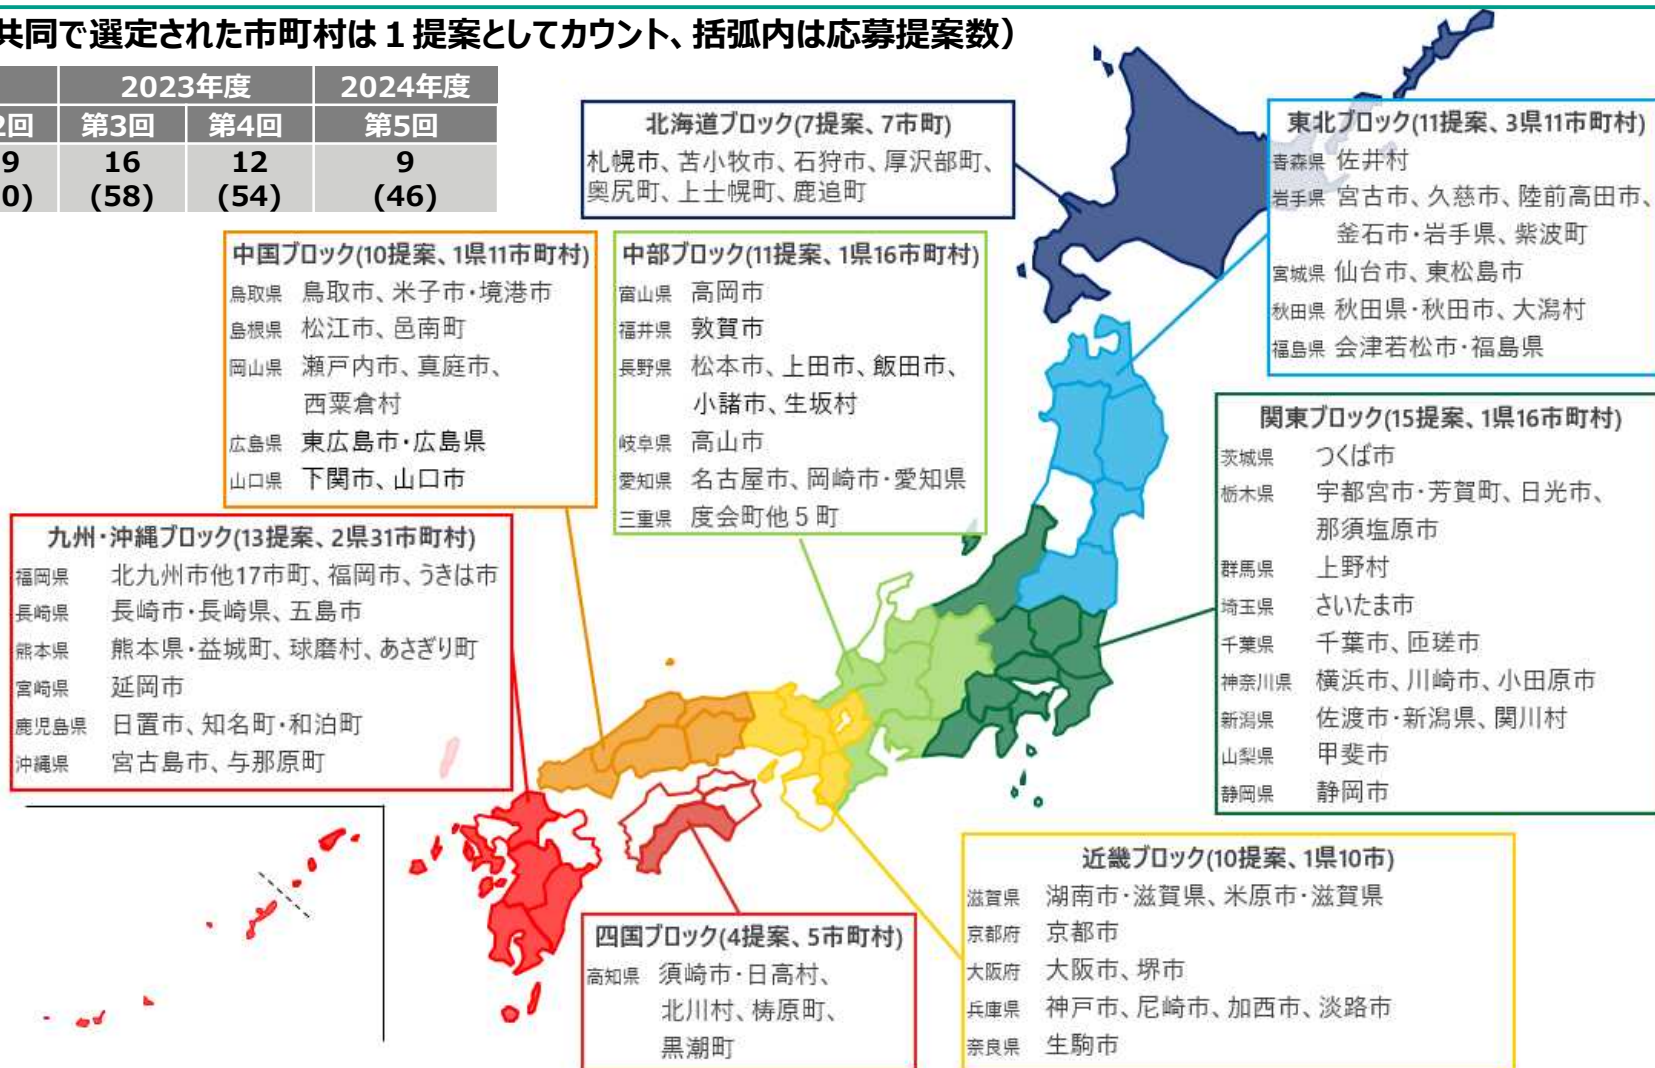 共同で選定された市町村は１提案としてカウント、括弧内は応募提案数）
2023年度 2024年度
2回 第3回 第4回 第5回
9 16 12 9
0) (58) (54) (46)
北海道ブロック(7提案、7市町)
札幌市、苫小牧市、石狩市、厚沢部町、
奥尻町、上士幌町、鹿追町
東北ブロック(11提案、3県11市町村)
青森県 佐井村
岩手県 宮古市、久慈市、陸前高田市、
釜石市・岩手県、紫波町
宮城県 仙台市、東松島市
秋田県 秋田県・秋田市、大潟村
福島県 会津若松市・福島県
中国ブロック(10提案、1県11市町村)
鳥取県 鳥取市、米子市・境港市
島根県 松江市、邑南町
岡山県 瀬戸内市、真庭市、
西粟倉村
広島県 東広島市・広島県
山口県 下関市、山口市
中部ブロック(11提案、1県16市町村)
富山県 高岡市
福井県 敦賀市
長野県 松本市、上田市、飯田市、
小諸市、生坂村
岐阜県 高山市
愛知県 名古屋市、岡崎市・愛知県
三重県 度会町他５町
関東ブロック(15提案、1県16市町村)
茨城県 つくば市
栃木県 宇都宮市・芳賀町、日光市、
那須塩原市
群馬県 上野村
埼玉県 さいたま市
千葉県 千葉市、匝瑳市
神奈川県 横浜市、川崎市、小田原市
新潟県 佐渡市・新潟県、関川村
山梨県 甲斐市
静岡県 静岡市
九州・沖縄ブロック(13提案、2県31市町村)
福岡県 北九州市他17市町、福岡市、うきは市
長崎県 長崎市・長崎県、五島市
熊本県 熊本県・益城町、球磨村、あさぎり町
宮崎県 延岡市
鹿児島県 日置市、知名町・和泊町
沖縄県 宮古島市、与那原町
四国ブロック(4提案、5市町村)
高知県 須崎市・日高村、
北川村、梼原町、
黒潮町
近畿ブロック(10提案、1県10市)
滋賀県 湖南市・滋賀県、米原市・滋賀県
京都府 京都市
大阪府 大阪市、堺市
兵庫県 神戸市、尼崎市、加西市、淡路市
奈良県 生駒市